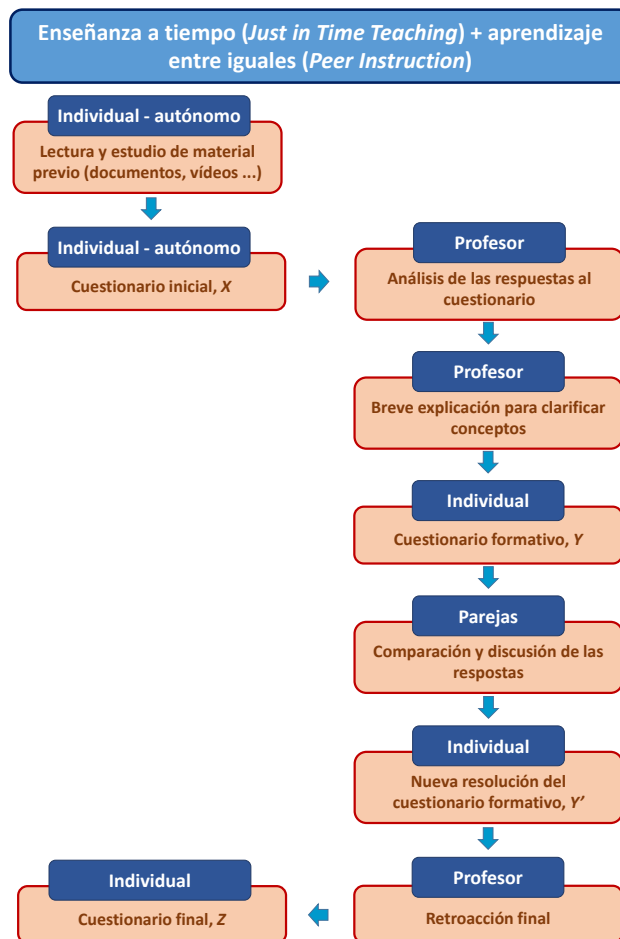 Enseñanza a tiempo (Just in Time Teaching) + aprendizaje
entre iguales (Peer Instruction)
Individual - autónomo
Lectura y estudio de material
previo (documentos, vídeos ...)
Individual - autónomo
Cuestionario inicial, X
Profesor
Análisis de las respuestas al
cuestionario
Profesor
Breve explicación para clarificar
conceptos
Individual
Cuestionario formativo, Y
Parejas
Comparación y discusión de las
respostas
Individual
Nueva resolución del
cuestionario formativo, Y’
Profesor
Retroacción final
Individual
Cuestionario final, Z